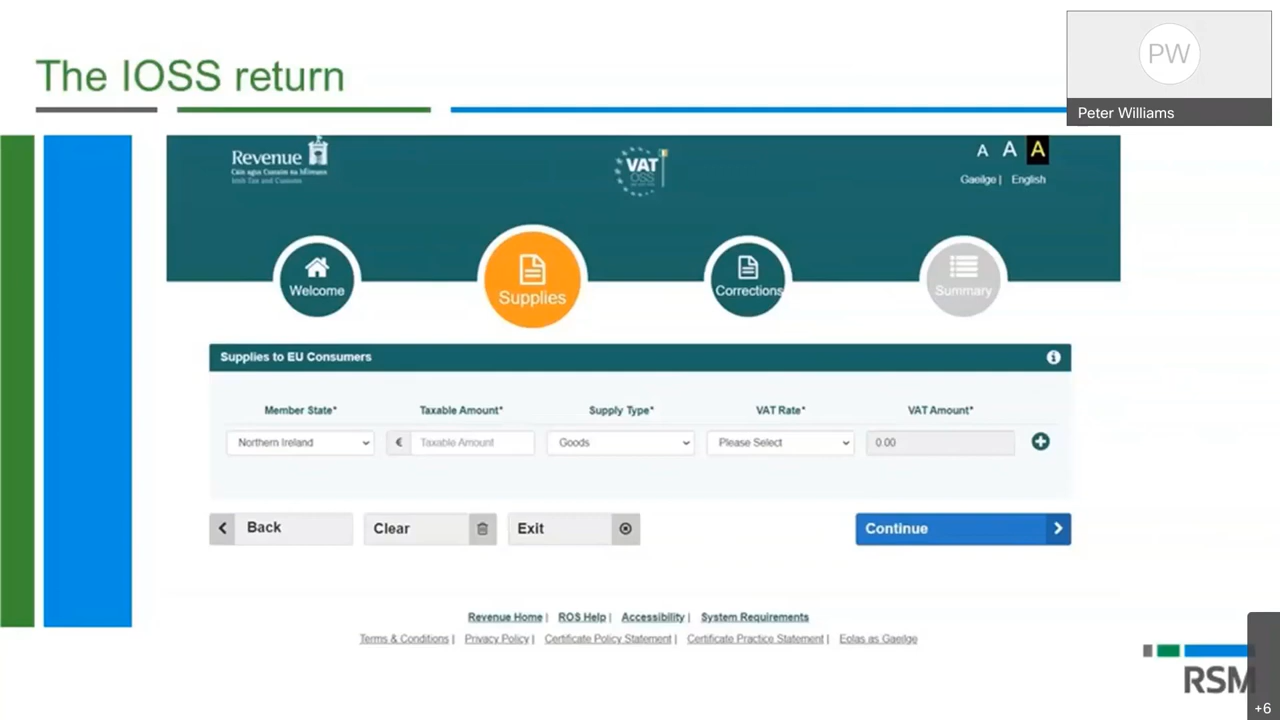 The IOSS return
PW
Peter Williams
Revenue
Cáin agus Custaim na hÉireann
Irish Tax and Customs
VAT
OSS
A A A
Gaeilge | English
Welcome
Supplies
Corrections
Summary
Supplies to EU Consumers
Member State* Taxable Amount* Supply Type* VAT Rate* VAT Amount*
Northern Ireland € Taxable Amount Goods Please Select 0.00
Back Clear Exit Continue
Revenue Home | ROS Help | Accessibility | System Requirements
Terms & Conditions | Privacy Policy | Certificate Policy Statement | Certificate Practice Statement | Eolas as Gaeilge
RSM
+6